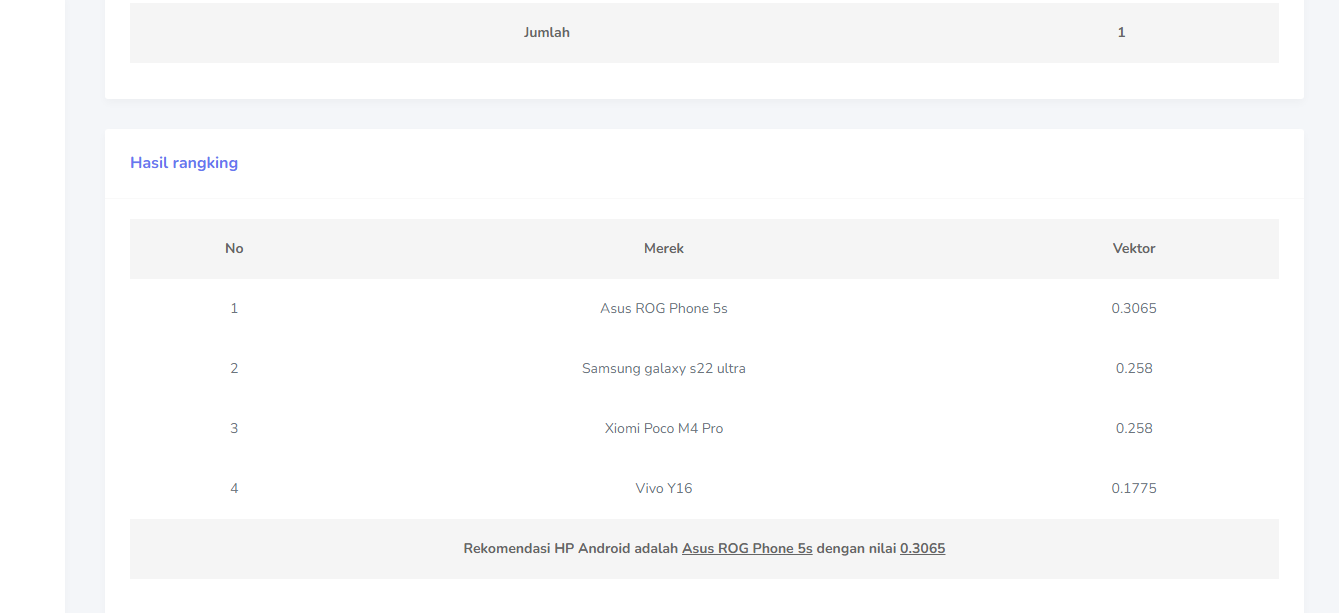 Jumlah 1
Hasil rangking
No Merek Vektor
1 Asus ROG Phone 5s 0.3065
2 Samsung galaxy s22 ultra 0.258
3 Xiomi Poco M4 Pro 0.258
4 Vivo Y16 0.1775
Rekomendasi HP Android adalah Asus ROG Phone 5s dengan nilai 0.3065